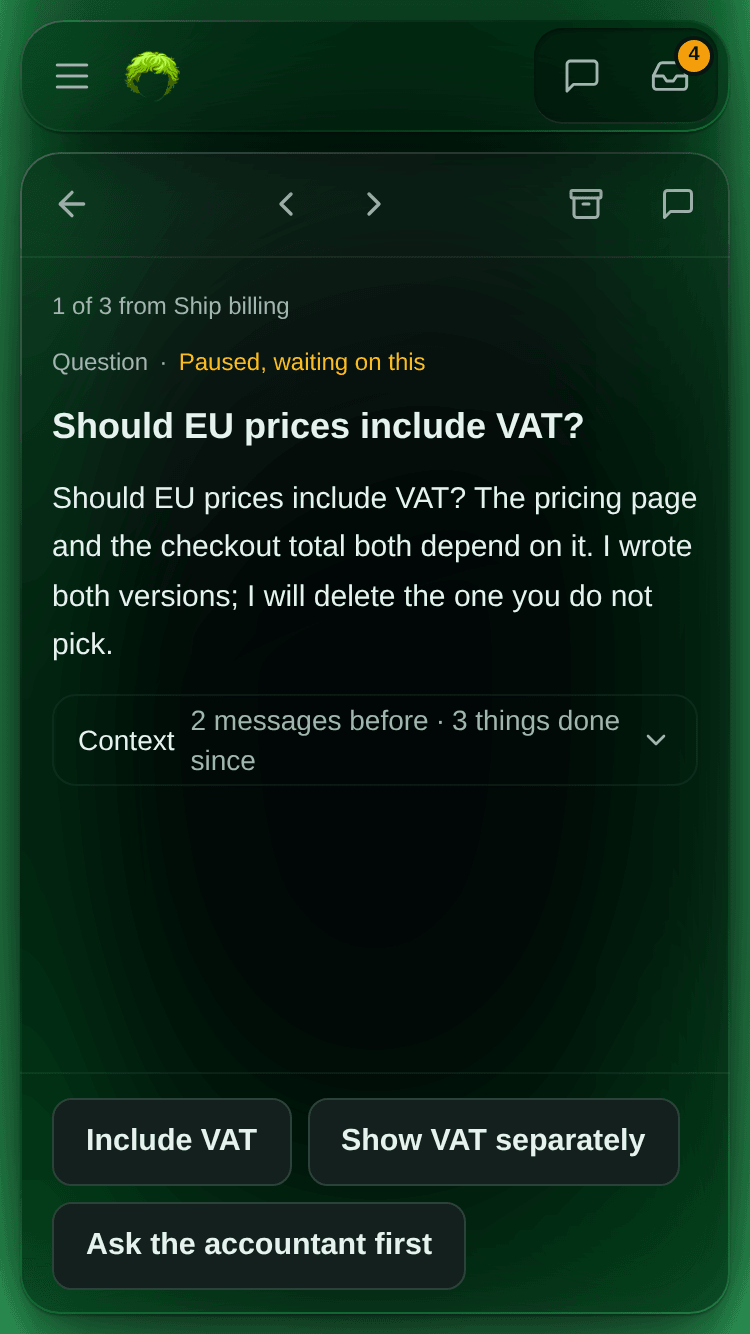 4
1 of 3 from Ship billing
Question · Paused, waiting on this
Should EU prices include VAT?
Should EU prices include VAT? The pricing page
and the checkout total both depend on it. I wrote
both versions; I will delete the one you do not
pick.
Context 2 messages before · 3 things done
since
Include VAT
Show VAT separately
Ask the accountant first